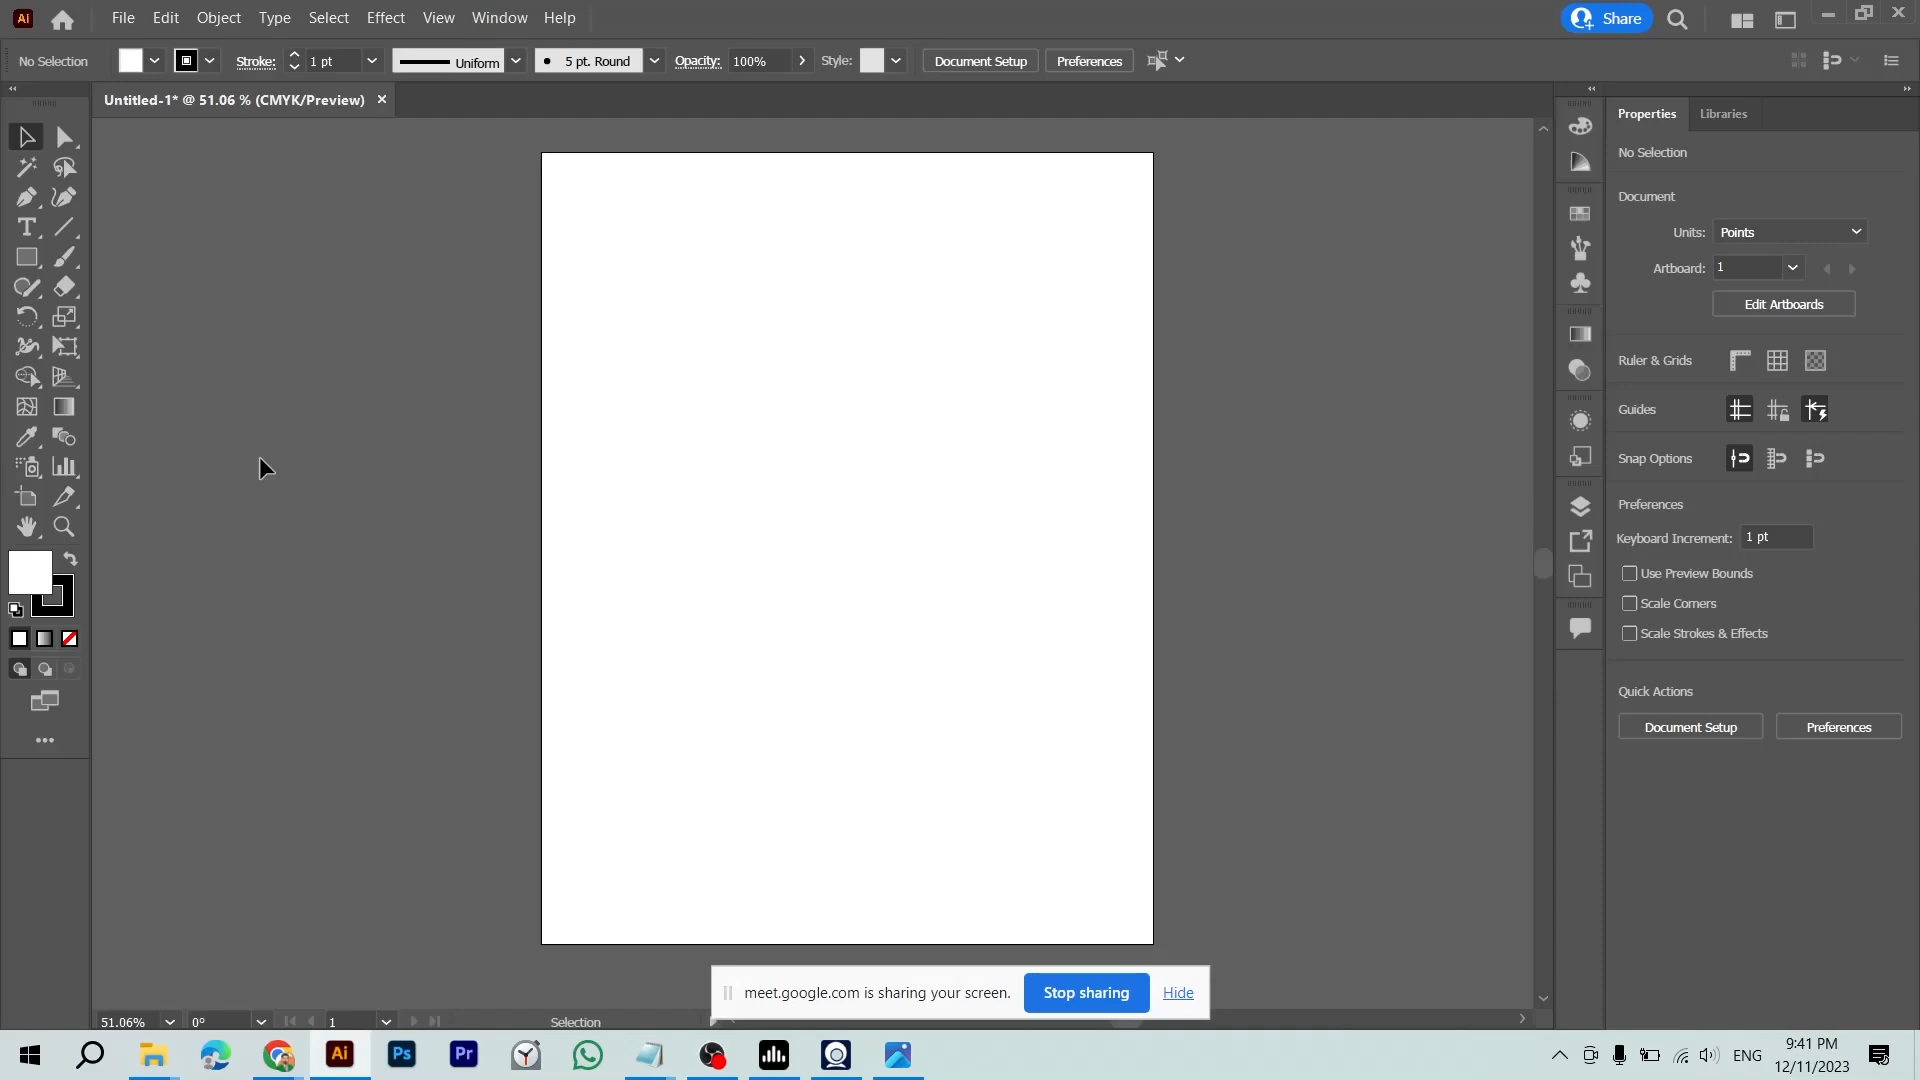 Ai File Edit Object Type Select Effect View Window Help Share
No Selection Stroke: 1 pt Uniform 5 pt. Round Opacity: 100% Style: Document Setup Preferences
Untitled-1* @ 51.06 % (CMYK/Preview)
Properties Libraries
No Selection
Document
Units: Points
Artboard: 1
Edit Artboards
Ruler & Grids
Guides
Snap Options
Preferences
Keyboard Increment: 1 pt
Use Preview Bounds
Scale Corners
Scale Strokes & Effects
Quick Actions
Document Setup Preferences
meet.google.com is sharing your screen. Stop sharing Hide
51.06% 0° 1 Selection
Ai Ps Pr ENG 9:41 PM
12/11/2023